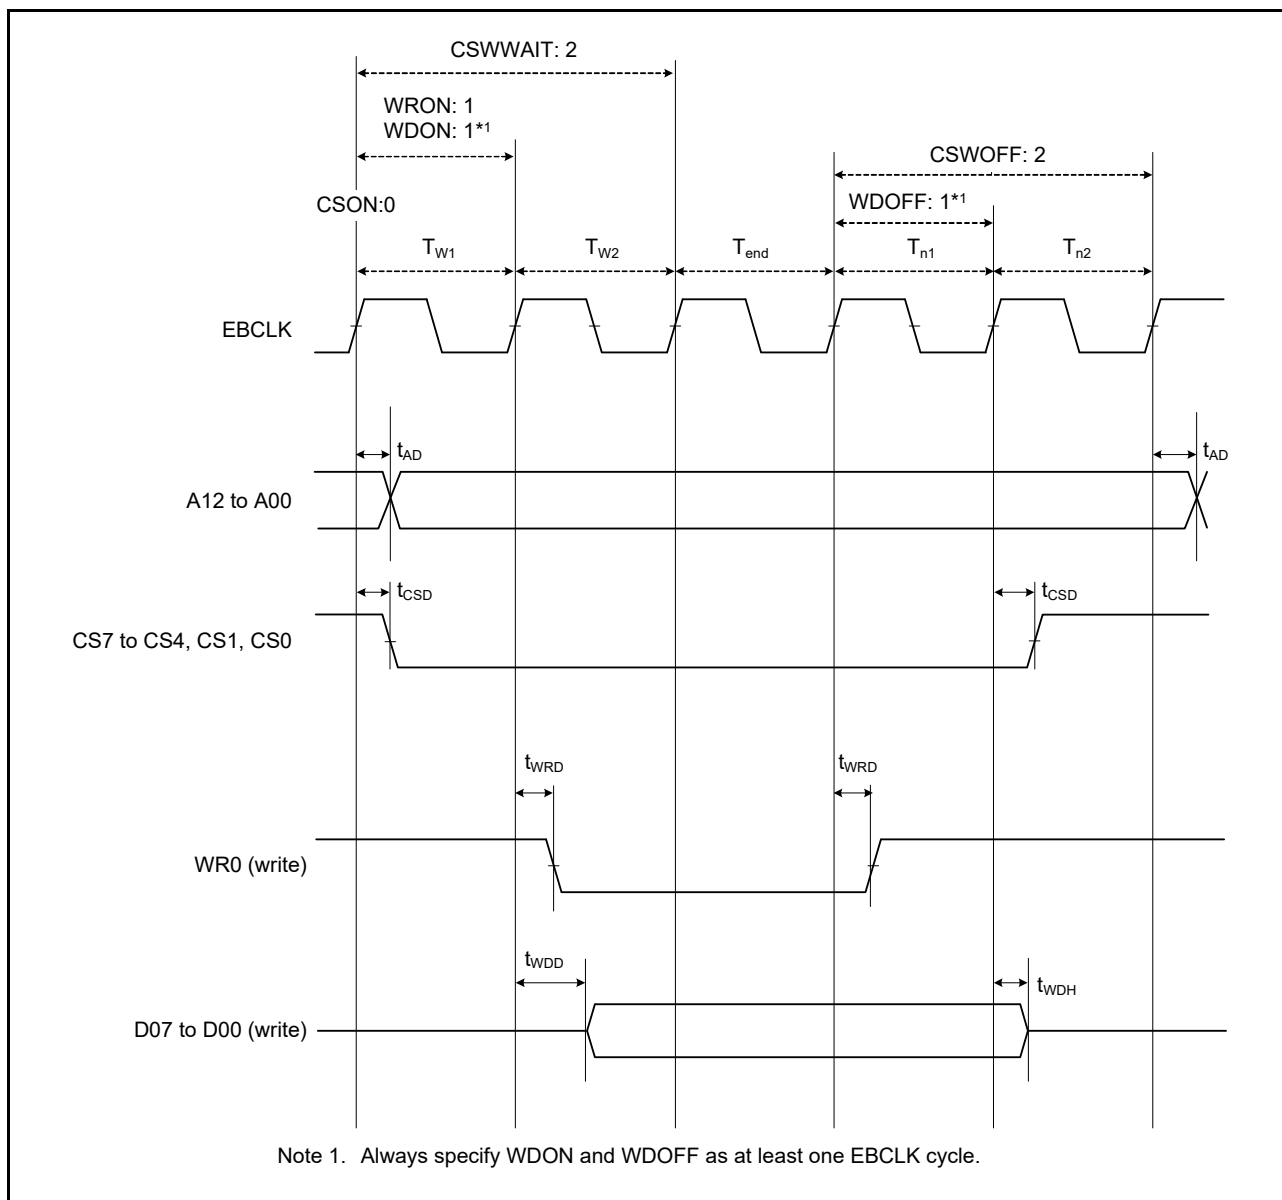 CSWWAIT: 2
WRON: 1
WDON: 1*1
CSWOFF: 2
WDOFF: 1*1
CSON:0
TW1 TW2 Tend Tn1 Tn2
EBCLK
tAD tAD
A12 to A00
tCSD tCSD
CS7 to CS4, CS1, CS0
tWRD tWRD
WR0 (write)
tWDD tWDH
D07 to D00 (write)
Note 1. Always specify WDON and WDOFF as at least one EBCLK cycle.